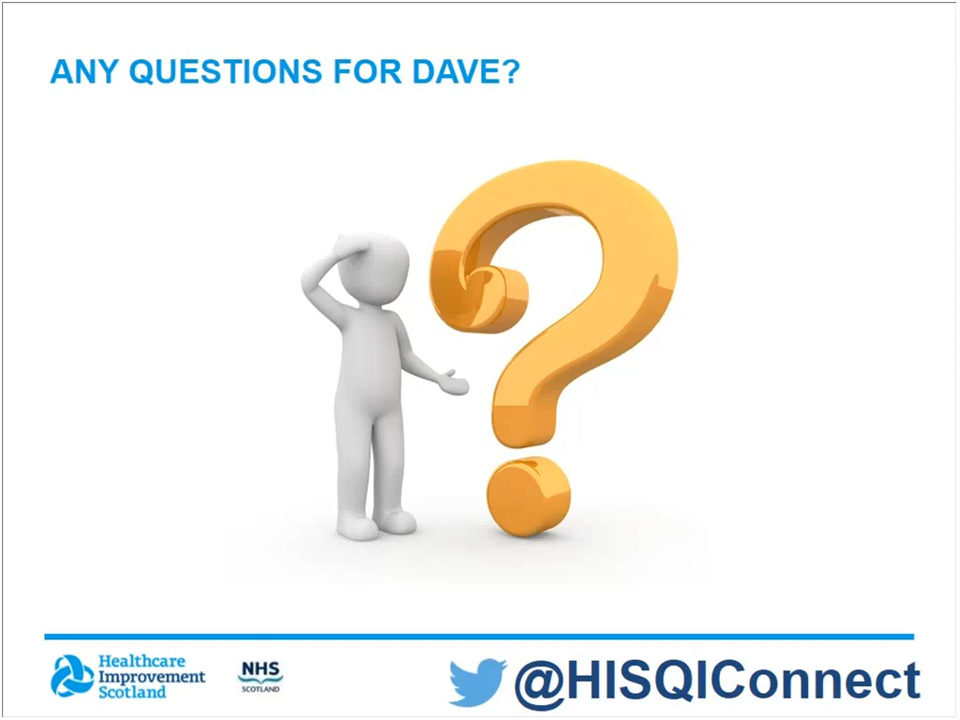 ANY QUESTIONS FOR DAVE?
Healthcare
Improvement
Scotland
NHS
SCOTLAND
@HISQIConnect